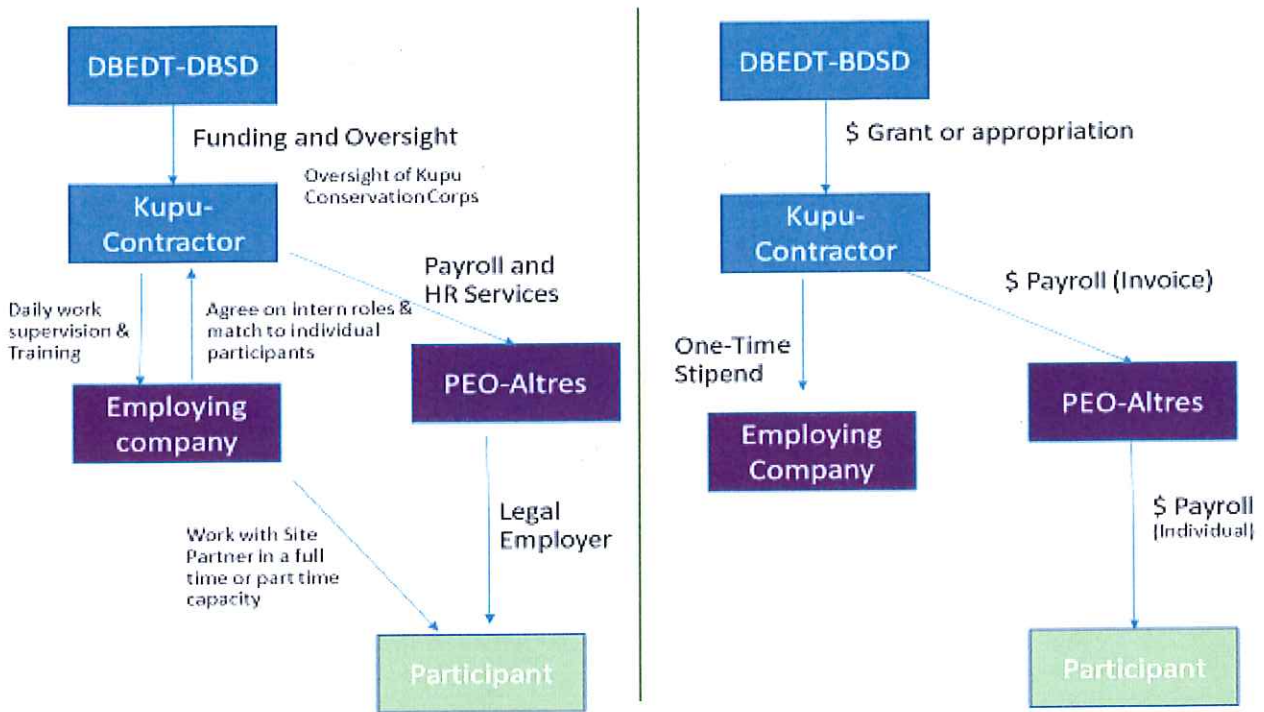 DBEDT-DBSD
Funding and Oversight
Oversight of Kupu
Conservation Corps
Kupu-
Contractor
Payroll and
HR Services
Daily work
supervision &
Training
Agree on intern roles &
match to individual
participants
PEO-Altres
Employing
company
Legal
Employer
Work with Site
Partner in a full
time or part time
capacity
Participant
DBEDT-BDSD
$ Grant or appropriation
Kupu-
Contractor
$ Payroll (Invoice)
One-Time
Stipend
PEO-Altres
Employing
Company
$ Payroll
(Individual)
Participant